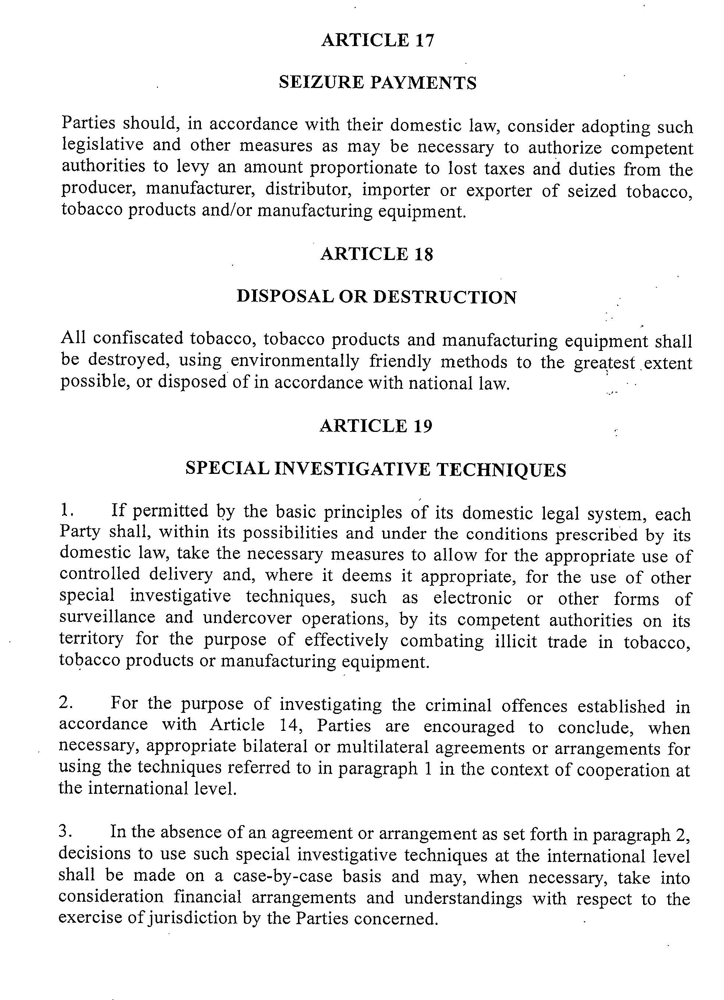 ARTICLE 17
SEIZURE PAYMENTS
Parties should, in accordance with their domestic law, consider adopting such
legislative and other measures as may be necessary to authorize competent
authorities to levy an amount proportionate to lost taxes and duties from the
producer, manufacturer, distributor, importer or exporter of seized tobacco,
tobacco products and/or manufacturing equipment.
ARTICLE 18
DISPOSAL OR DESTRUCTION
All confiscated tobacco, tobacco products and manufacturing equipment shall
be destroyed, using environmentally friendly methods to the greatest extent
possible, or disposed of in accordance with national law.
ARTICLE 19
SPECIAL INVESTIGATIVE TECHNIQUES
1. If permitted by the basic principles of its domestic legal system, each
Party shall, within its possibilities and under the conditions prescribed by its
domestic law, take the necessary measures to allow for the appropriate use of
controlled delivery and, where it deems it appropriate, for the use of other
special investigative techniques, such as electronic or other forms of
surveillance and undercover operations, by its competent authorities on its
territory for the purpose of effectively combating illicit trade in tobacco,
tobacco products or manufacturing equipment.
2. For the purpose of investigating the criminal offences established in
accordance with Article 14, Parties are encouraged to conclude, when
necessary, appropriate bilateral or multilateral agreements or arrangements for
using the techniques referred to in paragraph 1 in the context of cooperation at
the international level.
3. In the absence of an agreement or arrangement as set forth in paragraph 2,
decisions to use such special investigative techniques at the international level
shall be made on a case-by-case basis and may, when necessary, take into
consideration financial arrangements and understandings with respect to the
exercise of jurisdiction by the Parties concerned.